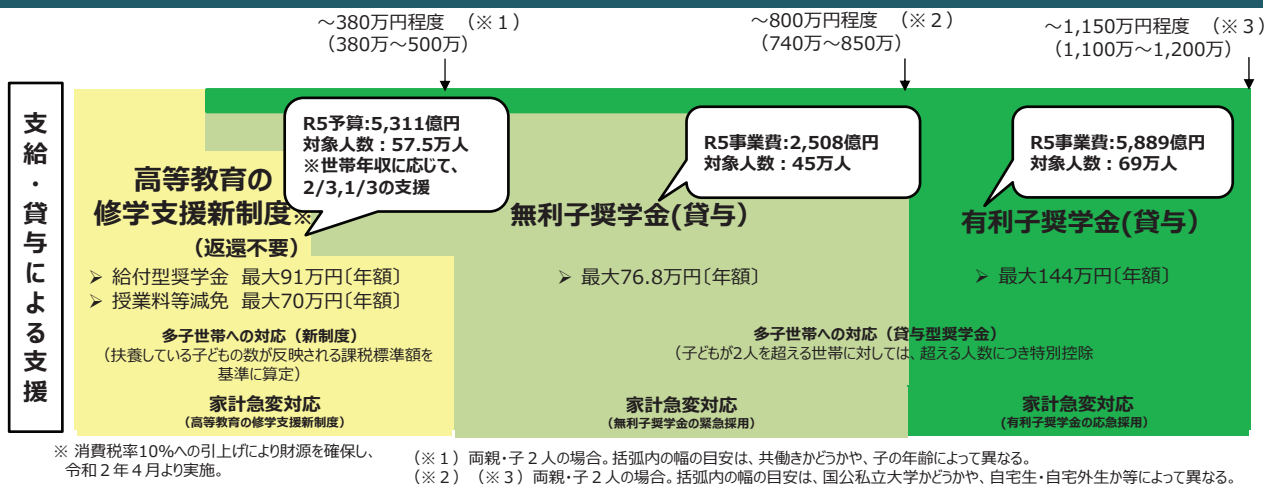 ~380万円程度 (※1)
(380万~500万)
~800万円程度 (※2)
(740万~850万)
~1,150万円程度 (※3)
(1,100万~1,200万)
支給・貸与による支援
R5予算:5,311億円
対象人数:57.5万人
※世帯年収に応じて、
2/3,1/3の支援
高等教育の
修学支援新制度※
(返還不要)
➢ 給付型奨学金 最大91万円〔年額〕
➢ 授業料等減免 最大70万円〔年額〕
多子世帯への対応(新制度)
(扶養している子どもの数が反映される課税標準額を
基準に算定)
家計急変対応
(高等教育の修学支援新制度)
R5事業費:2,508億円
対象人数:45万人
無利子奨学金(貸与)
➢ 最大76.8万円〔年額〕
R5事業費:5,889億円
対象人数:69万人
有利子奨学金(貸与)
➢ 最大144万円〔年額〕
多子世帯への対応(貸与型奨学金)
(子どもが2人を超える世帯に対しては、超える人数につき特別控除
家計急変対応
(無利子奨学金の緊急採用)
家計急変対応
(有利子奨学金の応急採用)
※ 消費税率10%への引上げにより財源を確保し、
令和2年4月より実施。
(※1) 両親・子2人の場合。括弧内の幅の目安は、共働きかどうかや、子の年齢によって異なる。
(※2) (※3) 両親・子2人の場合。括弧内の幅の目安は、国公私立大学かどうかや、自宅生・自宅外生か等によって異なる。